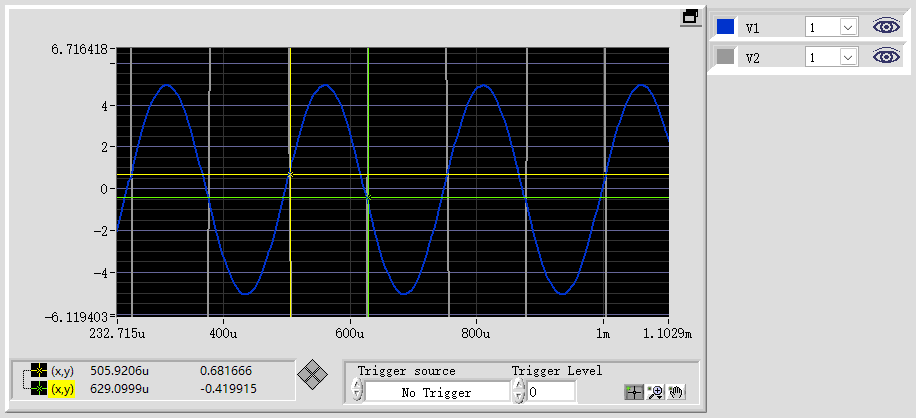 6.716418
4
2
0
-2
-4
-6.119403
232.715u 400u 600u 800u 1m 1.1029m
(x,y) 505.9206u 0.681666
(x,y) 629.0999u -0.419915
Trigger source Trigger Level
No Trigger 0
V1 1
V2 1